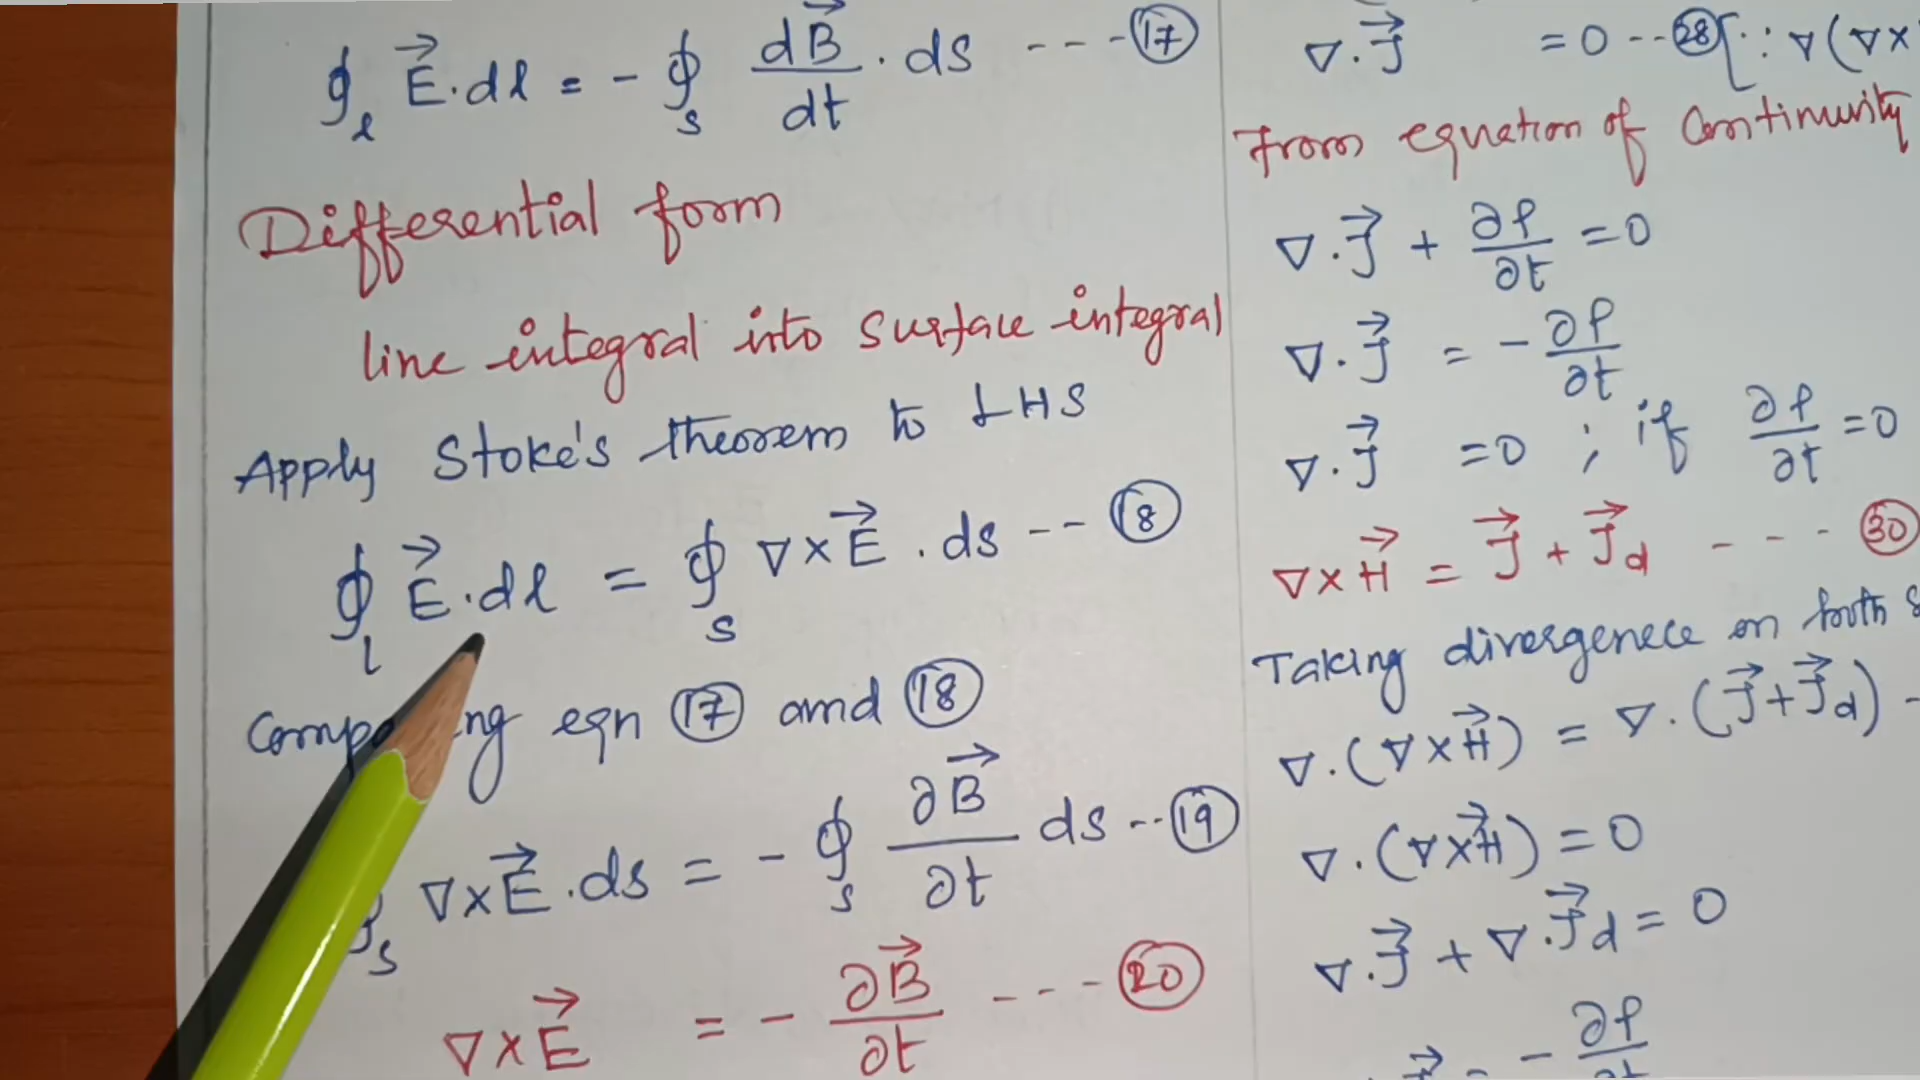 ∮ₗ E⃗.dl = - ∮ₛ dB⃗/dt . ds ---(17)
Differential form
line integral into surface integral
Apply Stoke's theorem to LHS
∮ₗ E⃗.dl = ∮ₛ ∇×E⃗ . ds --(18)
eqn (17) and (18)
∮ₛ ∇×E⃗ .ds = - ∮ₛ ∂B⃗/∂t ds --(19)
∇×E⃗ = - ∂B⃗/∂t ---(20)
∇.J⃗ = 0 --(28) [∵ ∇(∇×
From equation of Continuity
∇.J⃗ + ∂ρ/∂t = 0
∇.J⃗ = - ∂ρ/∂t
∇.J⃗ = 0 ; if ∂ρ/∂t = 0
∇×H⃗ = J⃗ + J⃗d --- (30)
Taking divergenece on both
∇.(∇×H⃗) = ∇.(J⃗+J⃗d) -
∇.(∇×H⃗) = 0
∇.J⃗ + ∇.J⃗d = 0